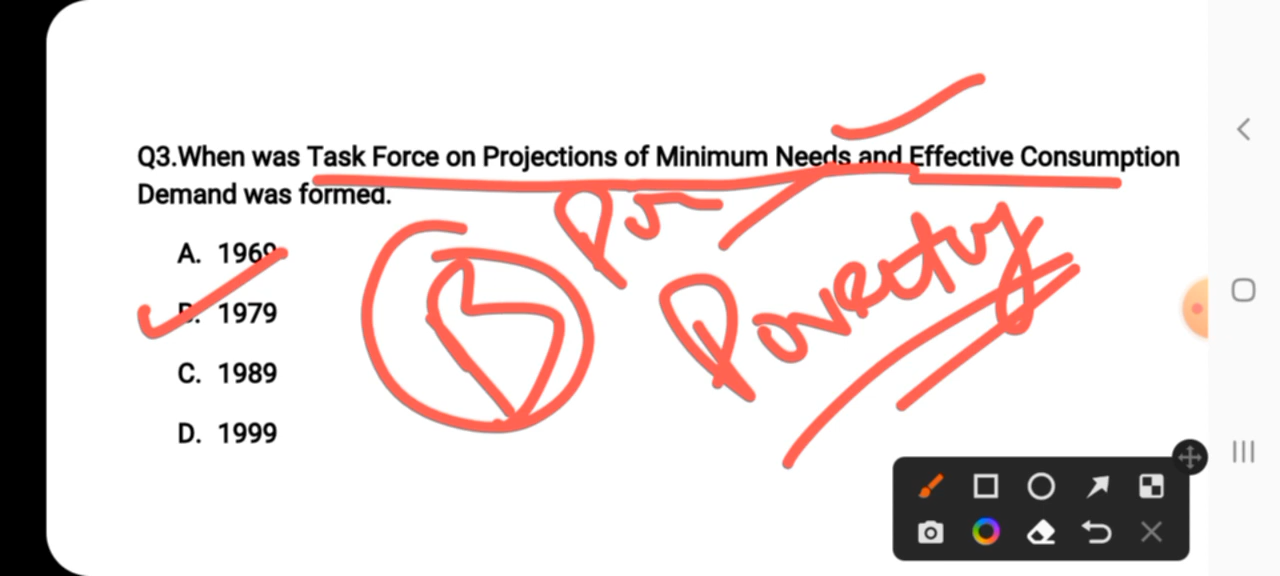 Q3.When was Task Force on Projections of Minimum Needs and Effective Consumption
Demand was formed.
A. 1969
B. 1979
C. 1989
D. 1999
Poverty